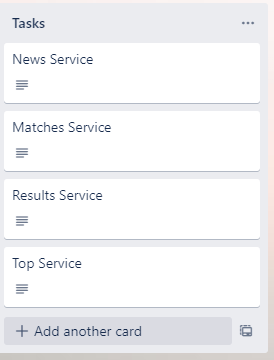 Tasks
News Service
Matches Service
Results Service
Top Service
Add another card